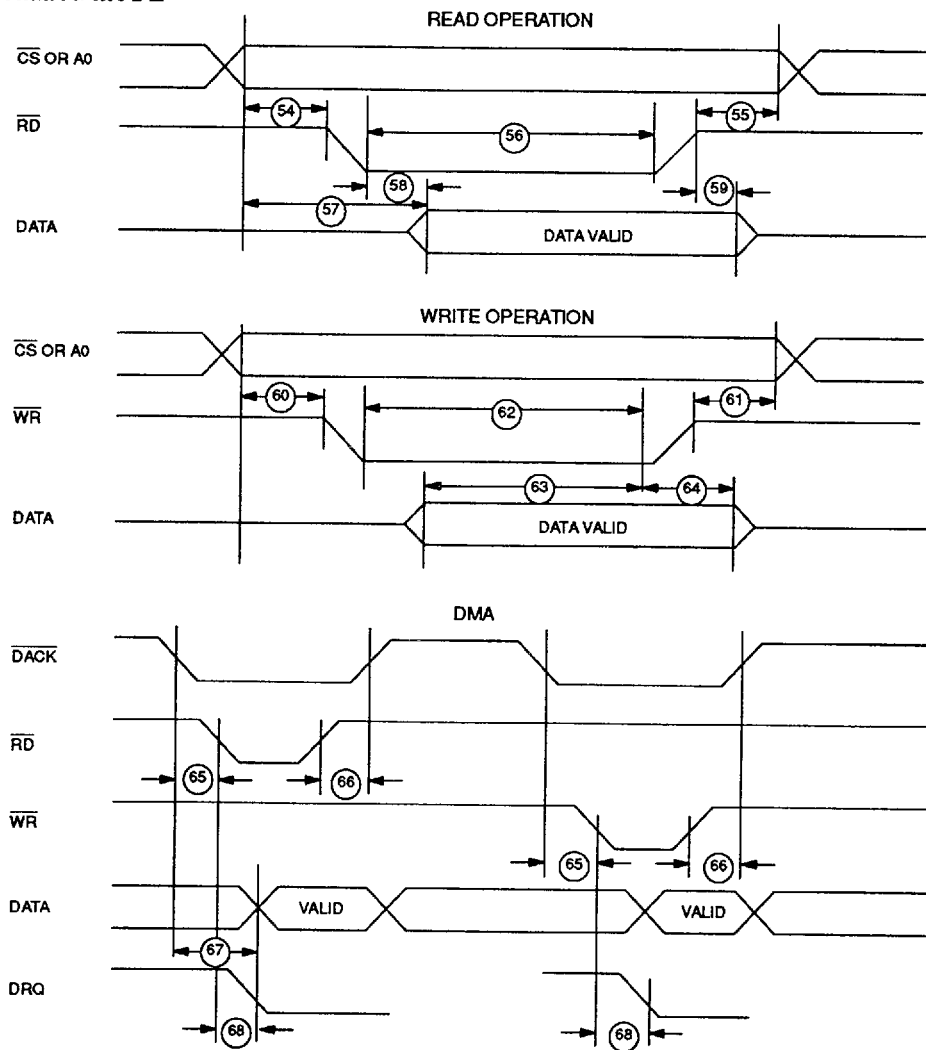 READ OPERATION
CS OR A0
54
55
RD
56
58
59
57
DATA
DATA VALID
WRITE OPERATION
CS OR A0
60
61
WR
62
63
64
DATA
DATA VALID
DMA
DACK
RD
65
66
WR
65
66
DATA
VALID
VALID
67
DRQ
68
68